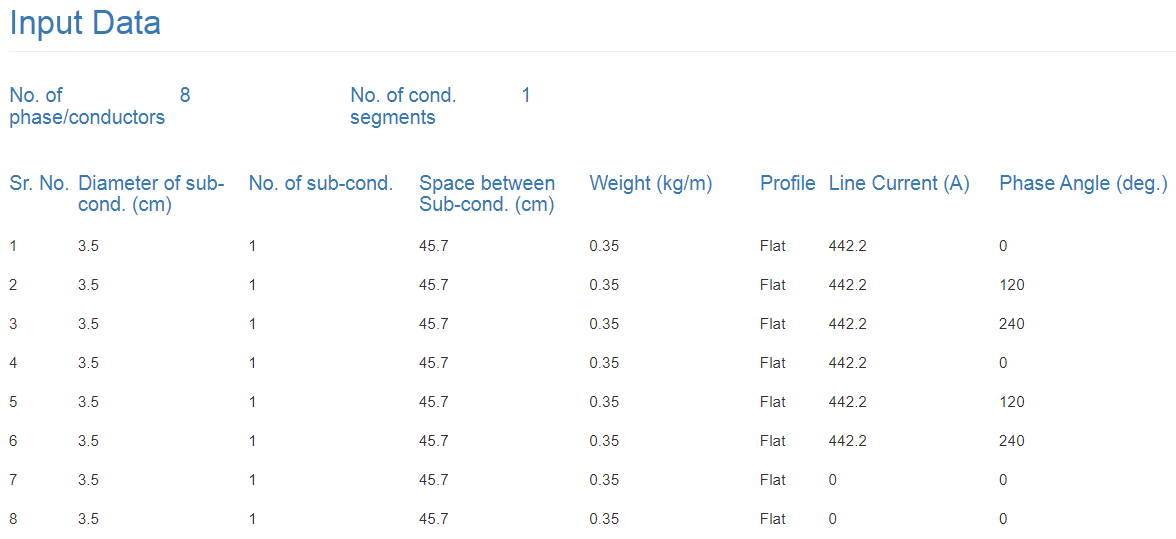 Input Data
No. of phase/conductors 8 No. of cond. segments 1
Sr. No. Diameter of sub-cond. (cm) No. of sub-cond. Space between Sub-cond. (cm) Weight (kg/m) Profile Line Current (A) Phase Angle (deg.)
1 3.5 1 45.7 0.35 Flat 442.2 0
2 3.5 1 45.7 0.35 Flat 442.2 120
3 3.5 1 45.7 0.35 Flat 442.2 240
4 3.5 1 45.7 0.35 Flat 442.2 0
5 3.5 1 45.7 0.35 Flat 442.2 120
6 3.5 1 45.7 0.35 Flat 442.2 240
7 3.5 1 45.7 0.35 Flat 0 0
8 3.5 1 45.7 0.35 Flat 0 0